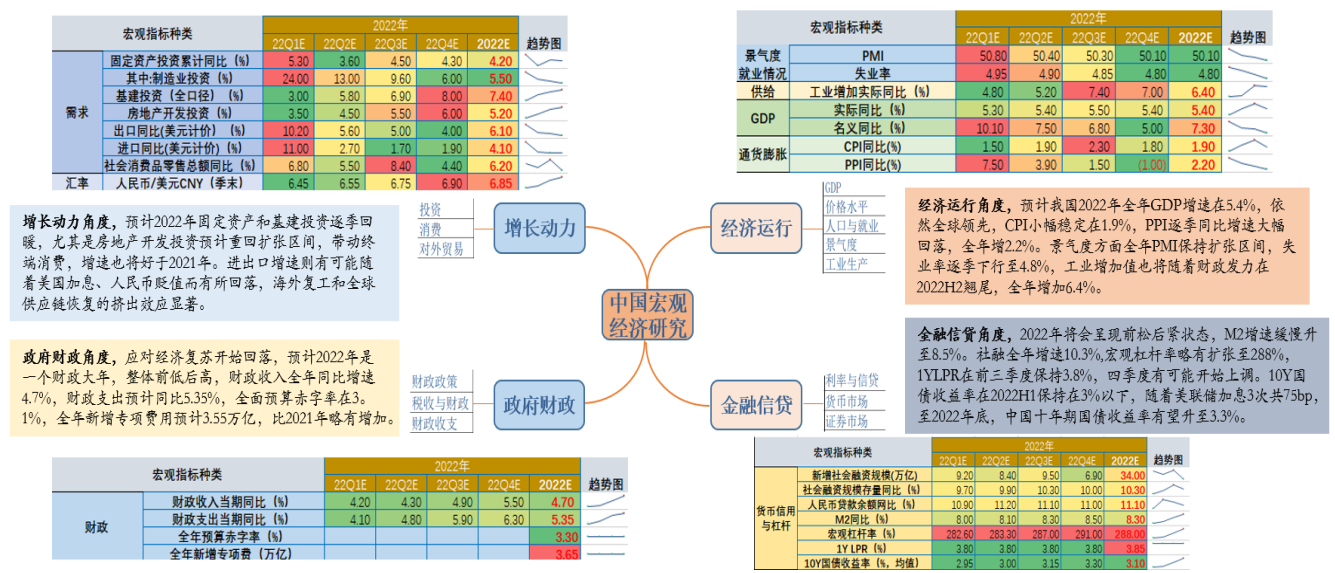 宏观指标种类 2022年 趋势图
22Q1E 22Q2E 22Q3E 22Q4E 2022E
需求
固定资产投资累计同比 (%) 5.30 3.60 4.50 4.30 4.20
其中:制造业投资 (%) 24.00 13.00 9.60 6.00 5.50
基建投资（全口径） (%) 3.00 5.80 6.90 8.00 7.40
房地产开发投资 (%) 3.50 4.50 5.50 6.00 5.20
出口同比(美元计价) (%) 10.20 5.60 5.00 4.00 6.10
进口同比(美元计价) (%) 11.00 2.70 1.70 1.90 4.10
社会消费品零售总额同比 (%) 6.80 5.50 8.40 4.40 6.20
汇率 人民币/美元CNY（季末） 6.45 6.55 6.75 6.90 6.85
宏观指标种类 2022年 趋势图
22Q1E 22Q2E 22Q3E 22Q4E 2022E
景气度 PMI 50.80 50.40 50.30 50.10 50.10
就业情况 失业率 4.95 4.90 4.85 4.80 4.80
供给 工业增加实际同比 (%) 4.80 5.20 7.40 7.00 6.40
GDP
实际同比 (%) 5.30 5.40 5.50 5.40 5.40
名义同比 (%) 10.10 7.50 6.80 5.00 7.30
通货膨胀
CPI同比(%) 1.50 1.90 2.30 1.80 1.90
PPI同比(%) 7.50 3.90 1.50 (1.00) 2.20
增长动力角度，预计2022年固定资产和基建投资逐季回
暖，尤其是房地产开发投资预计重回扩张区间，带动终
端消费，增速也将好于2021年。进出口增速则有可能随
着美国加息、人民币贬值而有所回落，海外复工和全球
供应链恢复的挤出效应显著。
投资
消费
对外贸易
增长动力
经济运行
GDP
价格水平
人口与就业
景气度
工业生产
经济运行角度，预计我国2022年全年GDP增速在5.4%，依
然全球领先，CPI小幅稳定在1.9%，PPI逐季同比增速大幅
回落，全年增2.2%。景气度方面全年PMI保持扩张区间，失
业率逐季下行至4.8%，工业增加值也将随着财政发力在
2022H2翘尾，全年增加6.4%。
中国宏观
经济研究
政府财政角度，应对经济复苏开始回落，预计2022年是
一个财政大年，整体前低后高，财政收入全年同比增速
4.7%，财政支出预计同比5.35%，全面预算赤字率在3。
1%，全年新增专项费用预计3.55万亿，比2021年略有增加。
财政政策
税收与财政
财政收支
政府财政
金融信贷
利率与信贷
货币市场
证券市场
金融信贷角度，2022年将会呈现前松后紧状态，M2增速缓慢升
至8.5%。社融全年增速10.3%,宏观杠杆率略有扩张至288%，
1YLPR在前三季度保持3.8%，四季度有可能开始上调。10Y国
债收益率在2022H1保持在3%以下，随着美联储加息3次共75bp，
至2022年底，中国十年期国债收益率有望升至3.3%。
宏观指标种类 2022年 趋势图
22Q1E 22Q2E 22Q3E 22Q4E 2022E
财政
财政收入当期同比 (%) 4.20 4.30 4.90 5.50 4.70
财政支出当期同比 (%) 4.10 4.80 5.90 6.30 5.35
全年预算赤字率 (%) 3.30
全年新增专项费（万亿） 3.65
宏观指标种类 2022年 趋势图
22Q1E 22Q2E 22Q3E 22Q4E 2022E
货币信用
与杠杆
新增社会融资规模(万亿) 9.20 8.40 9.50 6.90 34.00
社会融资规模存量同比 (%) 9.70 9.90 10.30 10.00 10.30
人民币贷款余额同比 (%) 10.90 11.20 11.10 11.00 11.10
M2同比 (%) 8.00 8.10 8.30 8.50 8.30
宏观杠杆率 (%) 282.60 283.30 287.00 291.00 288.00
1Y LPR (%) 3.80 3.80 3.80 3.80 3.85
10Y国债收益率 (%，均值) 2.95 3.00 3.15 3.30 3.10